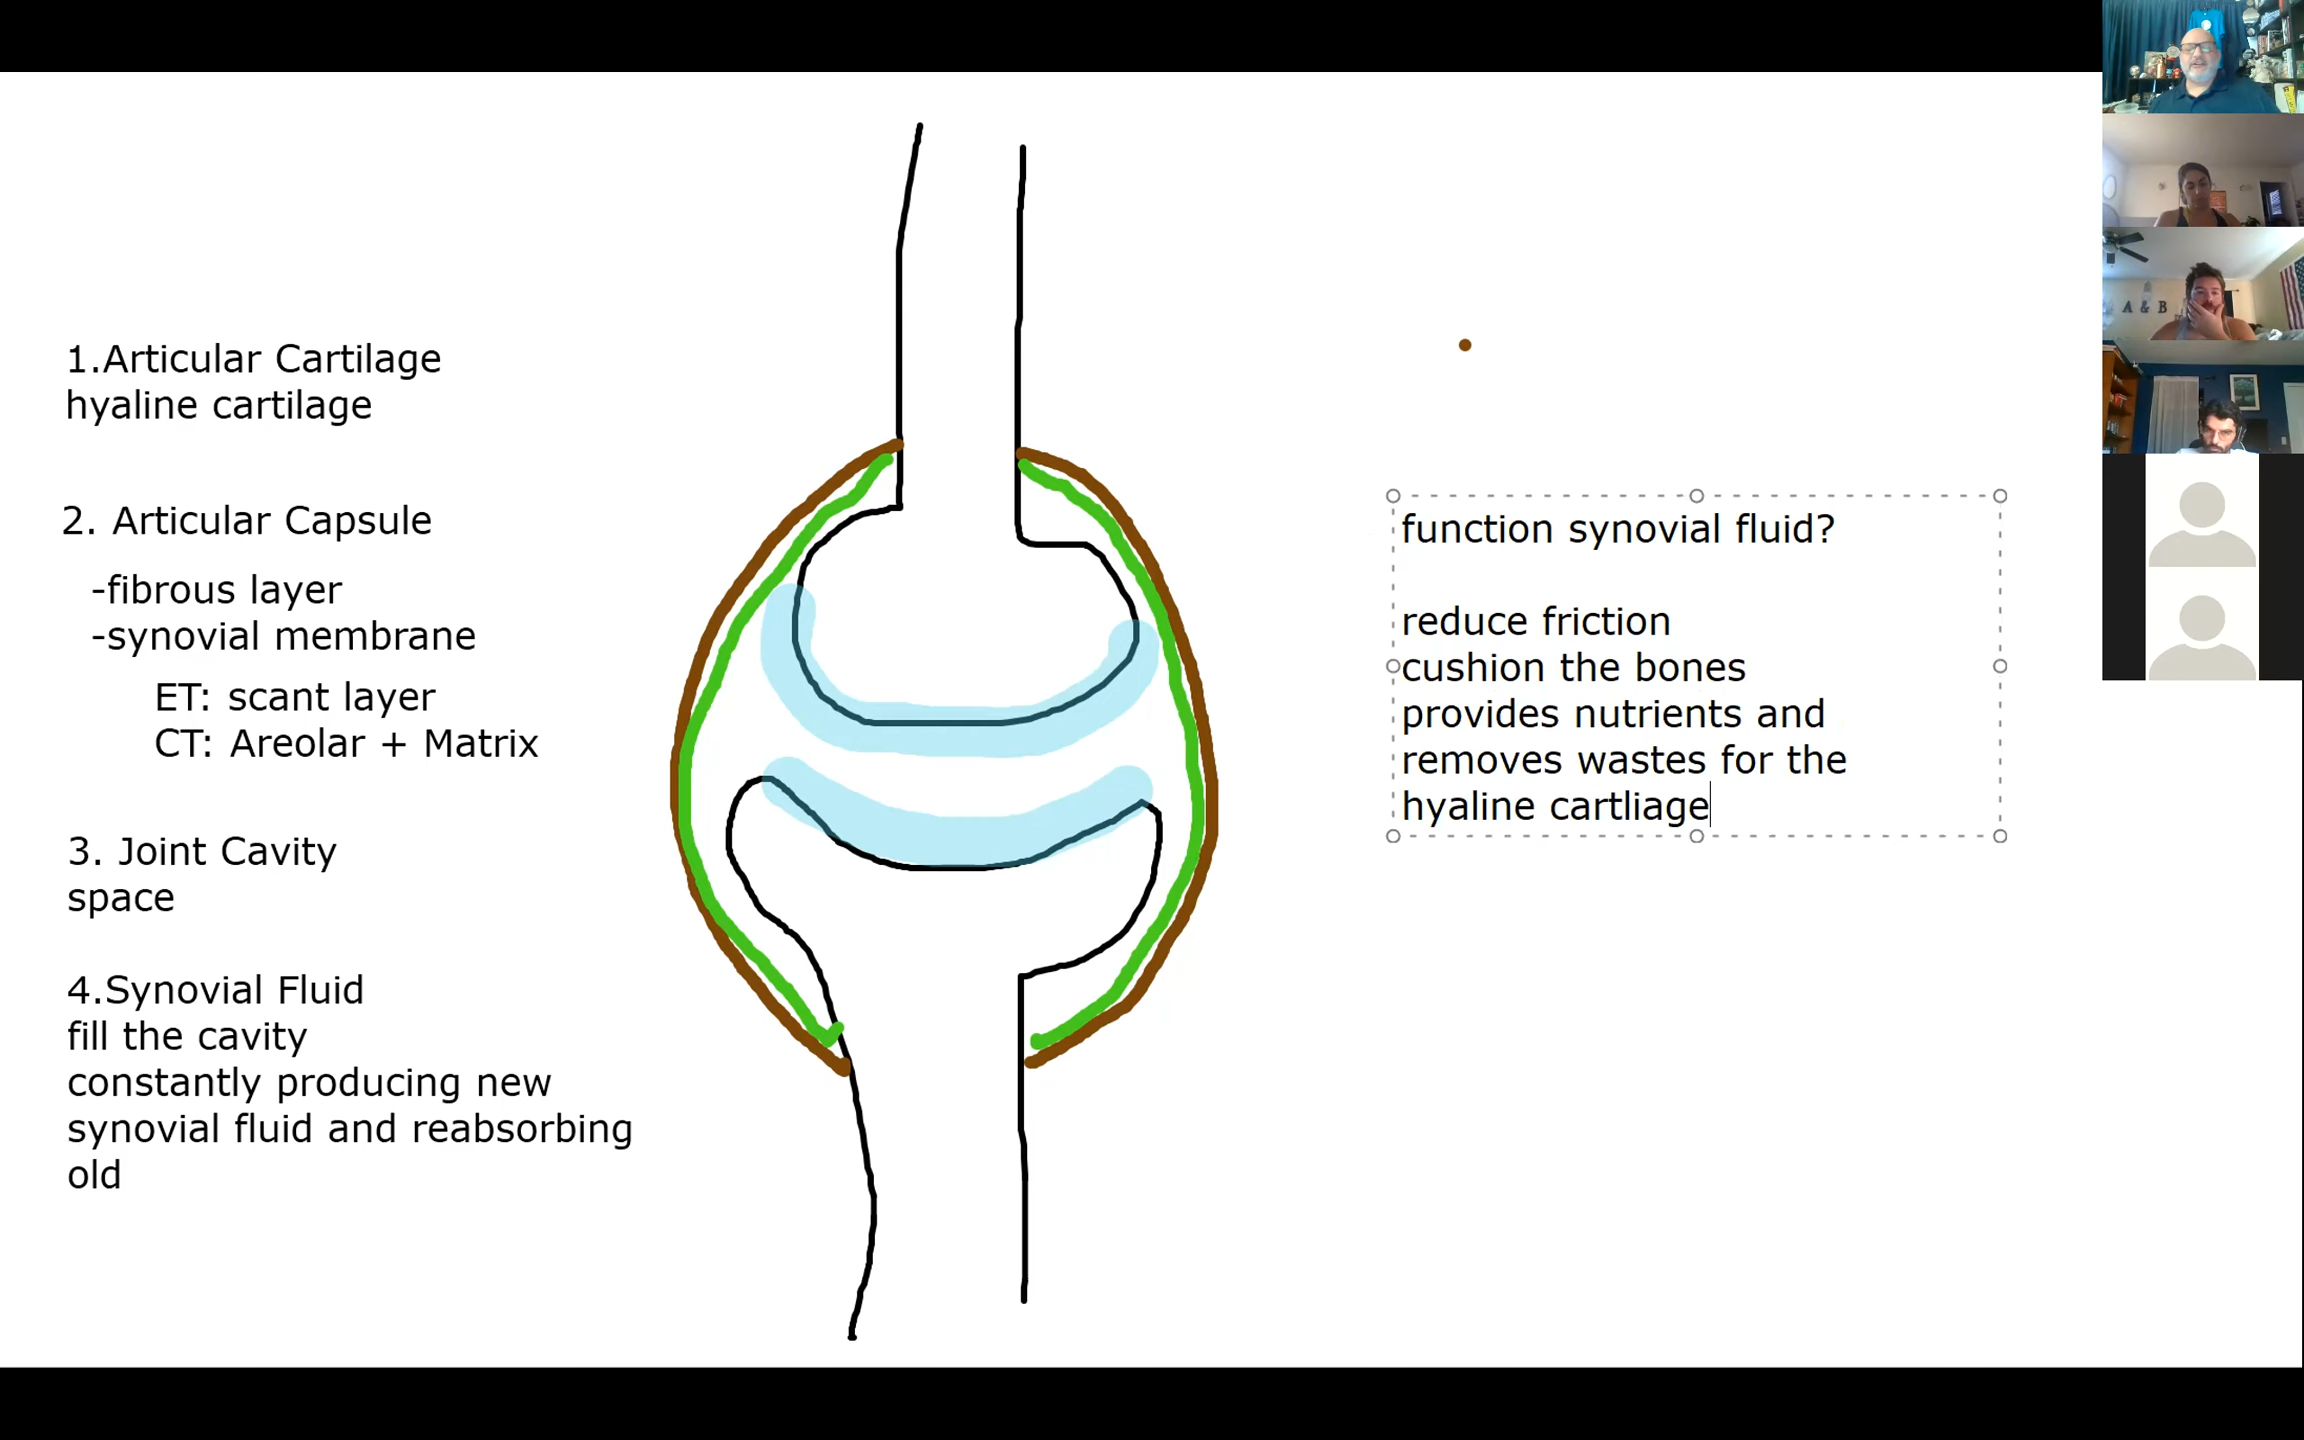 1.Articular Cartilage
hyaline cartilage
2. Articular Capsule
-fibrous layer
-synovial membrane
ET: scant layer
CT: Areolar + Matrix
3. Joint Cavity
space
4.Synovial Fluid
fill the cavity
constantly producing new
synovial fluid and reabsorbing
old
function synovial fluid?
reduce friction
cushion the bones
provides nutrients and
removes wastes for the
hyaline cartliage
A & B